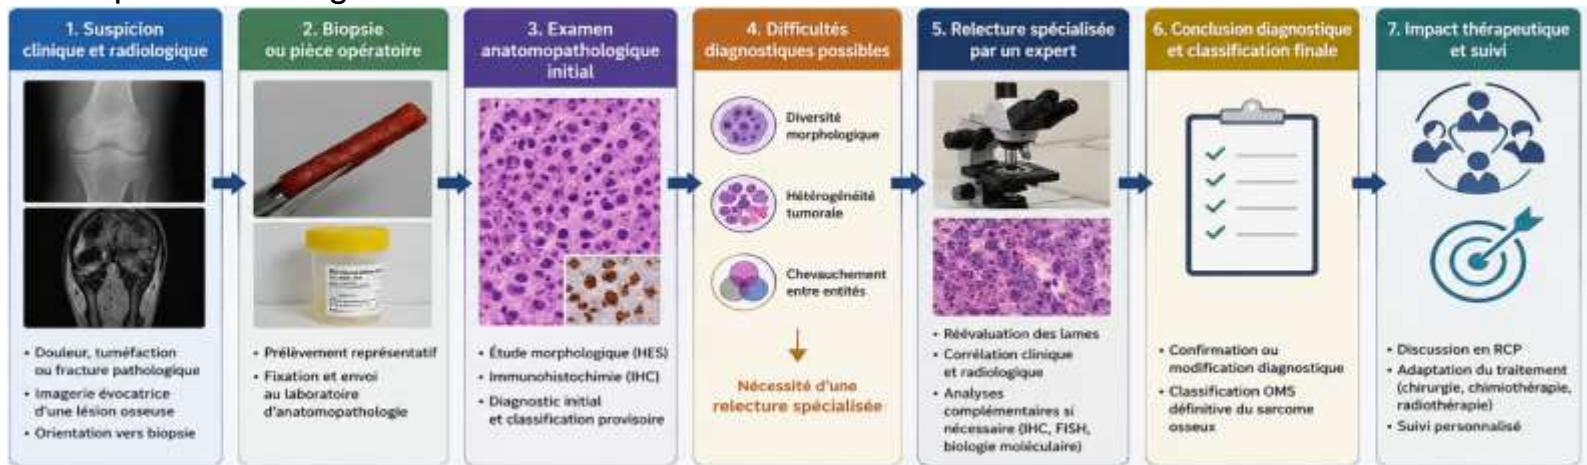 1. Suspicion
clinique et radiologique
• Douleur, tuméfaction
ou fracture pathologique
• Imagerie évocatrice
d'une lésion osseuse
• Orientation vers biopsie
2. Biopsie
ou pièce opératoire
• Prélèvement représentatif
• Fixation et envoi
au laboratoire
d'anatomopathologie
3. Examen
anatomopathologique
initial
• Étude morphologique (HES)
• Immunohistochimie (IHC)
• Diagnostic initial
et classification provisoire
4. Difficultés
diagnostiques possibles
Diversité
morphologique
Hétérogénéité
tumorale
Chevauchement
entre entités
Nécessité d'une
relecture spécialisée
5. Relecture spécialisée
par un expert
• Réévaluation des lames
• Corrélation clinique
et radiologique
• Analyses
complémentaires si
nécessaire (IHC, FISH,
biologie moléculaire)
6. Conclusion diagnostique
et classification finale
• Confirmation ou
modification diagnostique
• Classification OMS
définitive du sarcome
osseux
7. Impact thérapeutique
et suivi
• Discussion en RCP
• Adaptation du traitement
(chirurgie, chimiothérapie,
radiothérapie)
• Suivi personnalisé